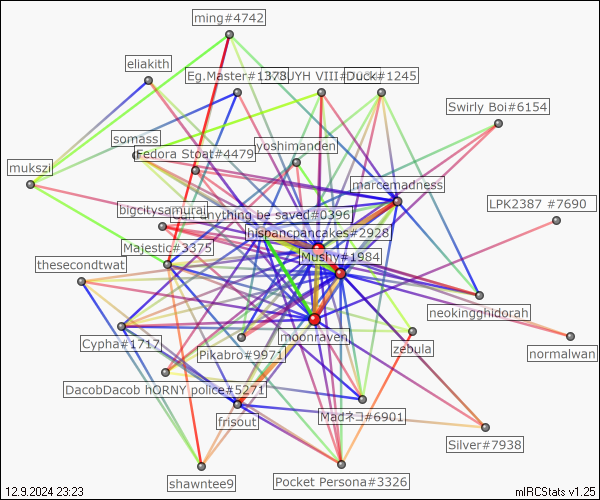 ming#4742
eliakith
Eg.Master#1378
Duck#1245
Swirly Boi#6154
somass
Fedora Stoat#4479
yoshimanden
mukszi
marcemadness
LPK2387 #7690
bigcitysamurai
anything be saved#0396
hispancpancakes#2928
Majestic#3375
Mushy#1984
thesecondtwat
neokingghidorah
Cypha#1717
moonraven
Pikabro#9971
zebula
normalwan
DacobDacob hORNY police#5271
Madネコ#6901
frisout
Silver#7938
shawntee9
Pocket Persona#3326
12.9.2024 23:23
mIRCStats v1.25